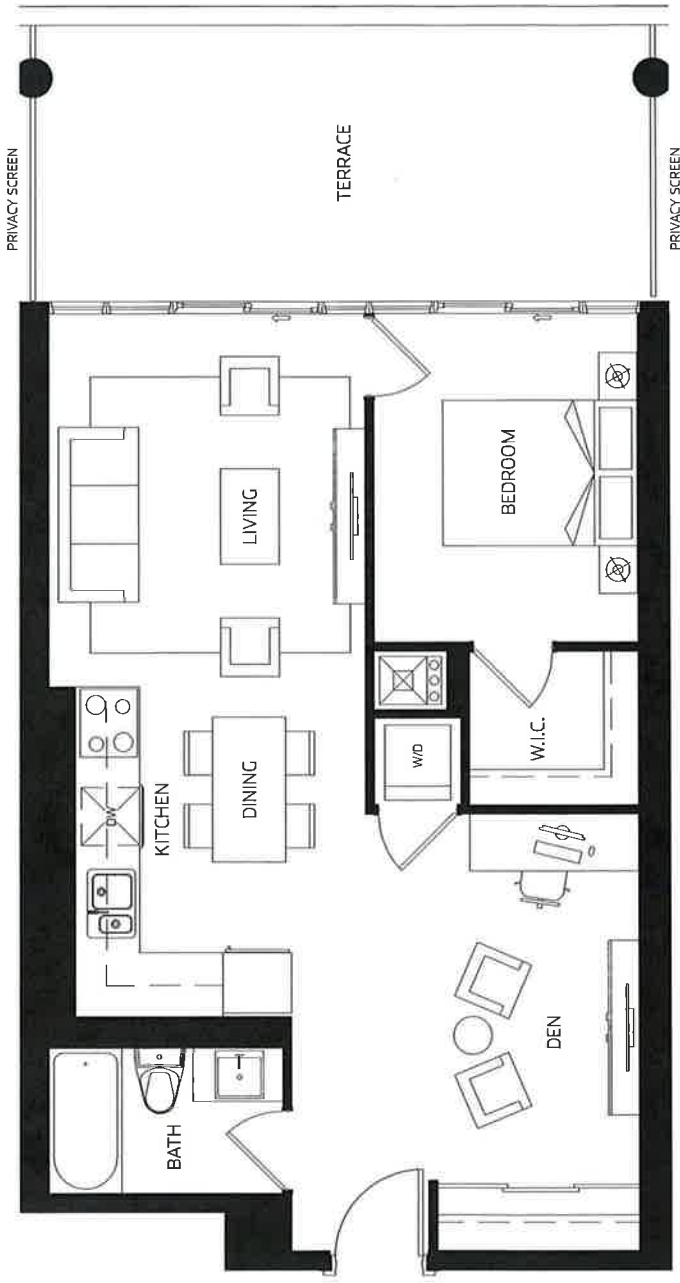 PRIVACY SCREEN
TERRACE
PRIVACY SCREEN
LIVING
BEDROOM
KITCHEN
DW
DINING
W/D
W.I.C.
BATH
DEN